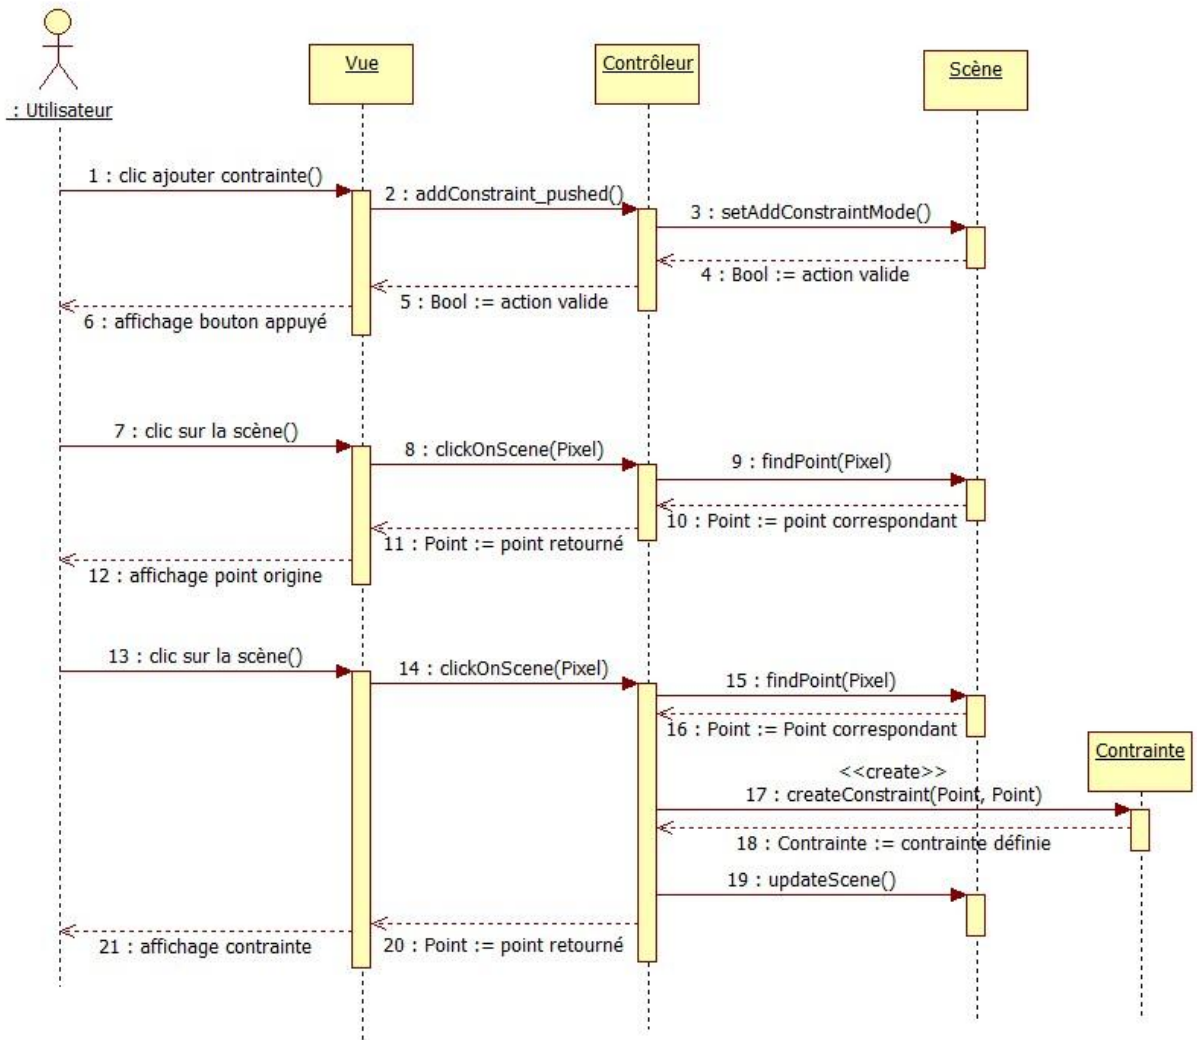 Vue
Contrôleur
Scène
: Utilisateur
1 : clic ajouter contrainte()
2 : addConstraint_pushed()
3 : setAddConstraintMode()
4 : Bool := action valide
5 : Bool := action valide
6 : affichage bouton appuyé
7 : clic sur la scène()
8 : clickOnScene(Pixel)
9 : findPoint(Pixel)
10 : Point := point correspondant
11 : Point := point retourné
12 : affichage point origine
13 : clic sur la scène()
14 : clickOnScene(Pixel)
15 : findPoint(Pixel)
16 : Point := Point correspondant
Contrainte
<<create>>
17 : createConstraint(Point, Point)
18 : Contrainte := contrainte définie
19 : updateScene()
20 : Point := point retourné
21 : affichage contrainte